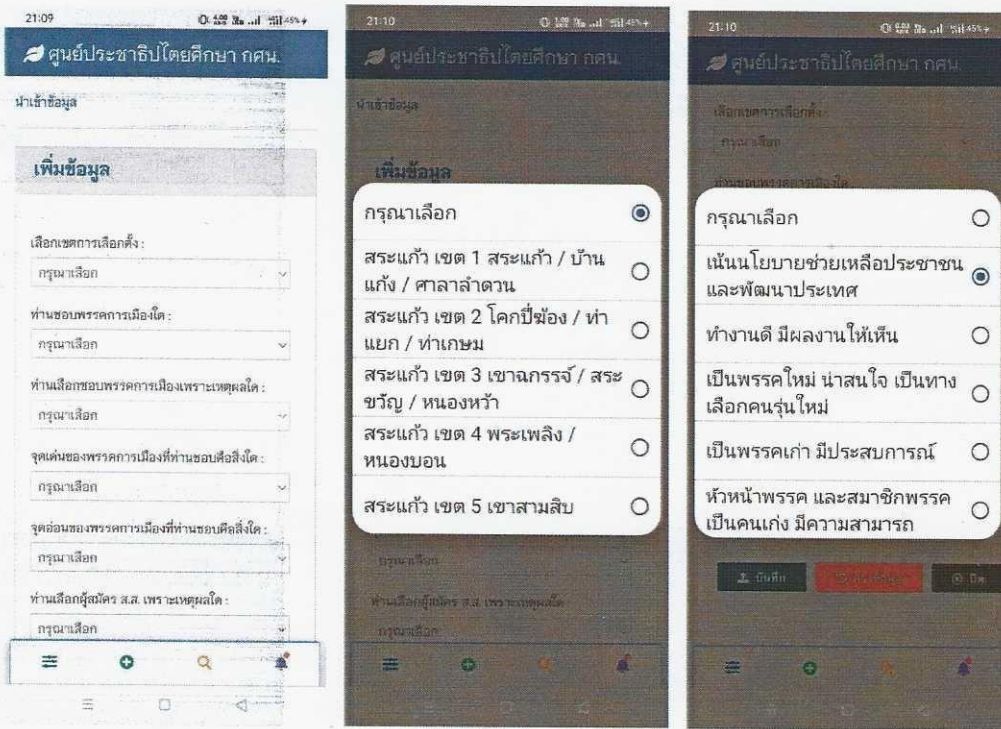 21:09
ศูนย์ประชาธิปไตยศึกษา กศน.
นำเข้าข้อมูล
เพิ่มข้อมูล
เลือกเขตการเลือกตั้ง :
กรุณาเลือก
ท่านชอบพรรคการเมืองใด :
กรุณาเลือก
ท่านเลือกชอบพรรคการเมืองเพราะเหตุผลใด :
กรุณาเลือก
จุดเด่นของพรรคการเมืองที่ท่านชอบคือสิ่งใด :
กรุณาเลือก
จุดอ่อนของพรรคการเมืองที่ท่านชอบคือสิ่งใด :
กรุณาเลือก
ท่านเลือกผู้สมัคร ส.ส. เพราะเหตุผลใด :
กรุณาเลือก
21:10
ศูนย์ประชาธิปไตยศึกษา กศน.
นำเข้าข้อมูล
เพิ่มข้อมูล
กรุณาเลือก
สระแก้ว เขต 1 สระแก้ว / บ้าน
แก้ง / ศาลาลำดวน
สระแก้ว เขต 2 โคกปี่ฆ้อง / ท่า
แยก / ท่าเกษม
สระแก้ว เขต 3 เขาฉกรรจ์ / สระ
ขวัญ / หนองหว้า
สระแก้ว เขต 4 พระเพลิง /
หนองบอน
สระแก้ว เขต 5 เขาสามสิบ
กรุณาเลือก
ท่านเลือกผู้สมัคร ส.ส. เพราะเหตุผลใด
กรุณาเลือก
21:10
ศูนย์ประชาธิปไตยศึกษา กศน.
เลือกเขตการเลือกตั้ง :
กรุณาเลือก
ท่านชอบพรรคการเมืองใด
กรุณาเลือก
เน้นนโยบายช่วยเหลือประชาชน
และพัฒนาประเทศ
ทำงานดี มีผลงานให้เห็น
เป็นพรรคใหม่ น่าสนใจ เป็นทาง
เลือกคนรุ่นใหม่
เป็นพรรคเก่า มีประสบการณ์
หัวหน้าพรรค และสมาชิกพรรค
เป็นคนเก่ง มีความสามารถ
บันทึก
ปิด